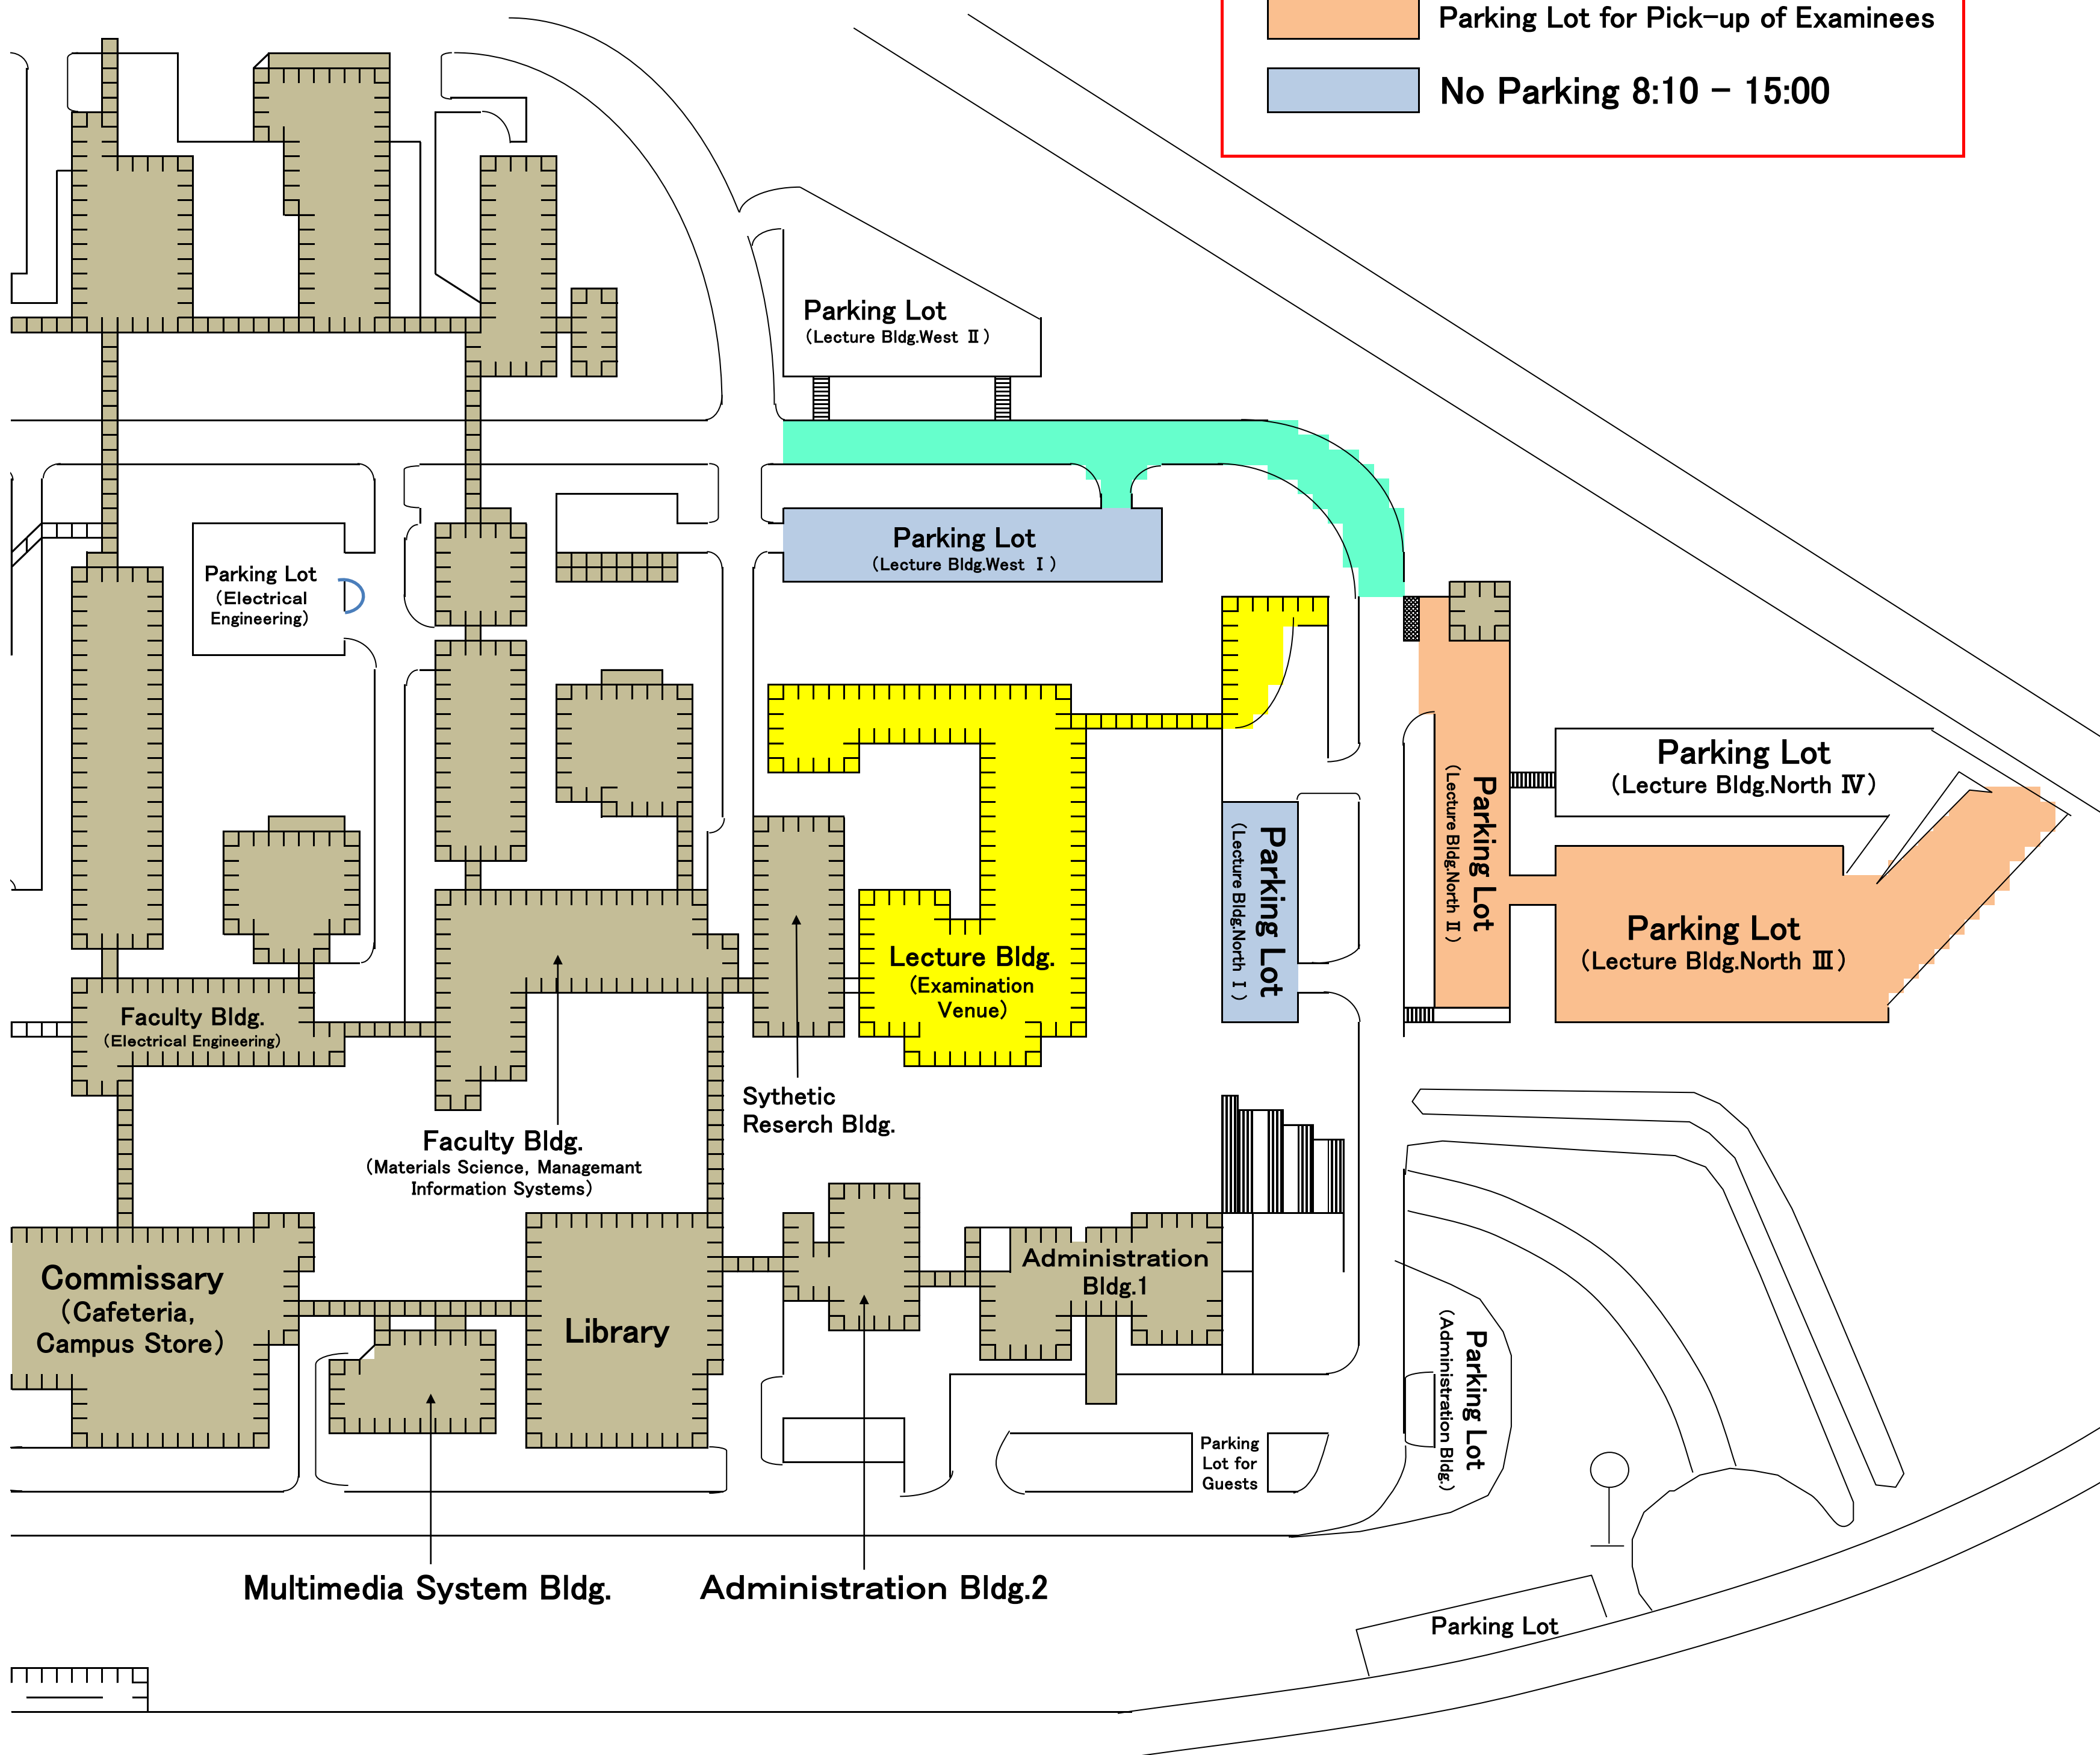 Parking Lot for Pick-up of Examinees
No Parking 8:10 - 15:00
Parking Lot
(Lecture Bldg.West Ⅱ)
Parking Lot
(Lecture Bldg.West Ⅰ)
Parking Lot
(Electrical
Engineering)
Parking Lot
(Lecture Bldg.North Ⅳ)
Parking Lot
(Lecture Bldg.North Ⅱ)
Parking Lot
(Lecture Bldg.North Ⅰ)
Parking Lot
(Lecture Bldg.North Ⅲ)
Lecture Bldg.
(Examination
Venue)
Faculty Bldg.
(Electrical Engineering)
Sythetic
Reserch Bldg.
Faculty Bldg.
(Materials Science, Managemant
Information Systems)
Commissary
(Cafeteria,
Campus Store)
Library
Administration
Bldg.1
Parking Lot
(Administration Bldg.)
Parking
Lot for
Guests
Multimedia System Bldg.
Administration Bldg.2
Parking Lot